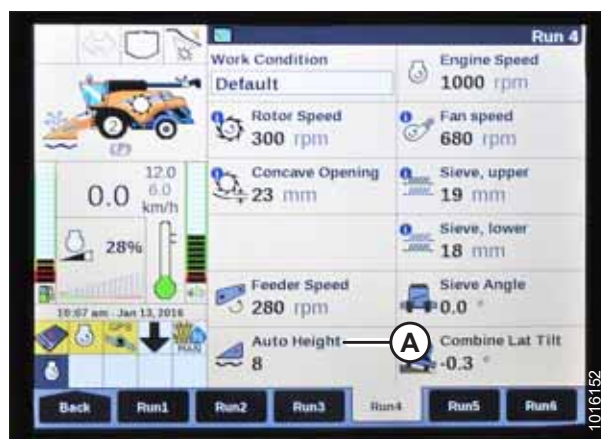 Run 4
Work Condition
Default
Engine Speed
1000 rpm
Rotor Speed
300 rpm
Fan speed
680 rpm
Concave Opening
23 mm
Sieve, upper
19 mm
Sieve, lower
18 mm
Feeder Speed
280 rpm
Sieve Angle
0.0 °
Auto Height
8
A
Combine Lat Tilt
-0.3 °
2
12.0
6.0
0.0
km/h
28%
10:07 am Jan 13, 2016
GPS
MAN
Back
Run1
Run2
Run3
Run4
Run5
Run6
1016152